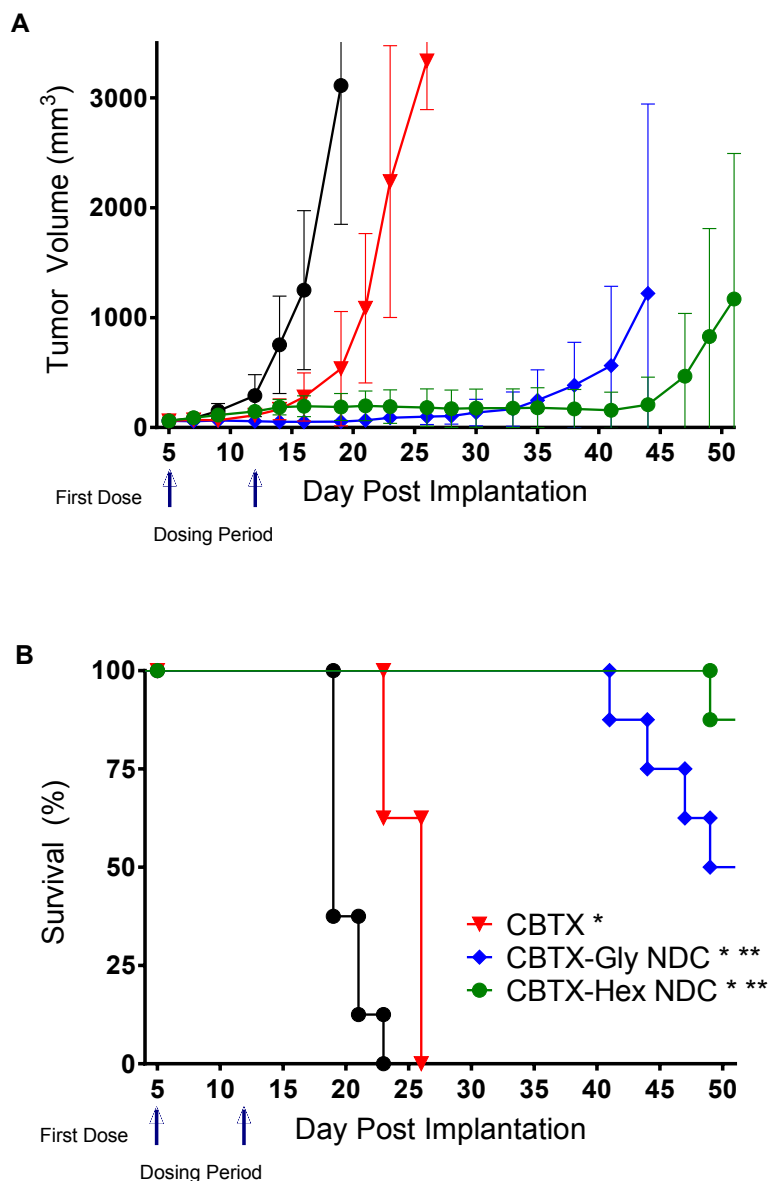 A
Tumor Volume (mm³)
3000
2000
1000
0
5 10 15 20 25 30 35 40 45 50
First Dose
Day Post Implantation
Dosing Period
B
Survival (%)
100
75
50
25
0
CBTX *
CBTX-Gly NDC * **
CBTX-Hex NDC * **
5 10 15 20 25 30 35 40 45 50
First Dose
Day Post Implantation
Dosing Period